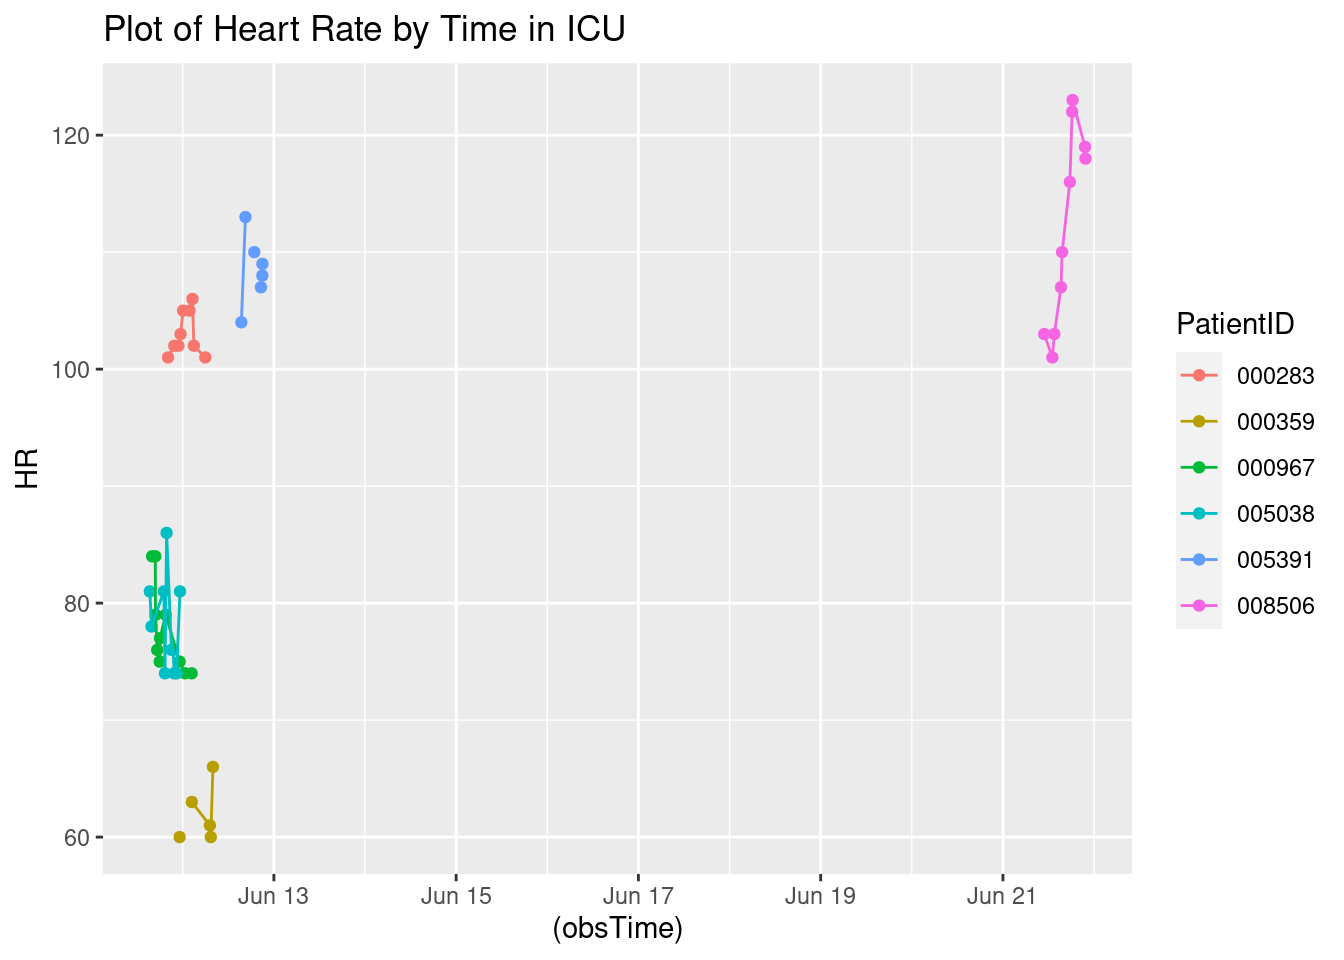 Plot of Heart Rate by Time in ICU
120
100
80
60
HR
Jun 13
Jun 15
Jun 17
Jun 19
Jun 21
(obsTime)
PatientID
000283
000359
000967
005038
005391
008506